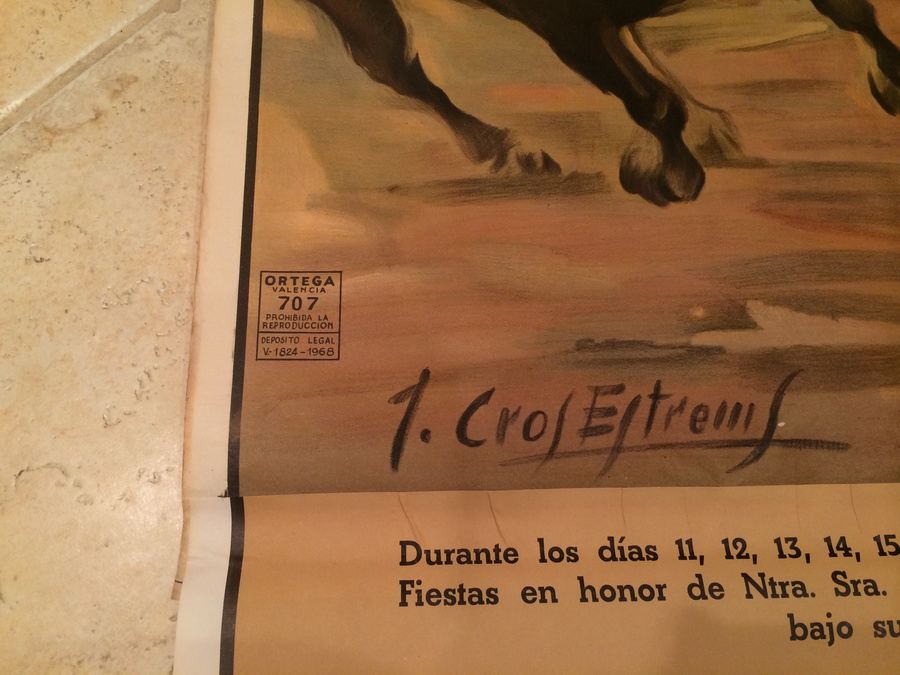 ORTEGA
VALENCIA
707
PROHIBIDA LA
REPRODUCCION
DEPOSITO LEGAL
V.-1824-1968
J. Cros Estrems
Durante los días 11, 12, 13, 14, 15
Fiestas en honor de Ntra. Sra.
bajo su